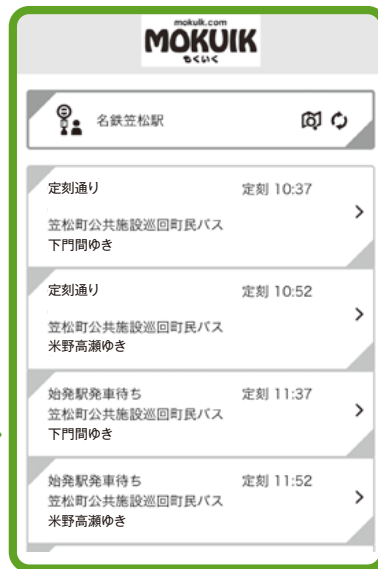 mokuik.com
MOKUIK
もくいく
名鉄笠松駅
定刻通り 定刻 10:37
笠松町公共施設巡回町民バス
下門間ゆき
定刻通り 定刻 10:52
笠松町公共施設巡回町民バス
米野高瀬ゆき
始発駅発車待ち 定刻 11:37
笠松町公共施設巡回町民バス
下門間ゆき
始発駅発車待ち 定刻 11:52
笠松町公共施設巡回町民バス
米野高瀬ゆき